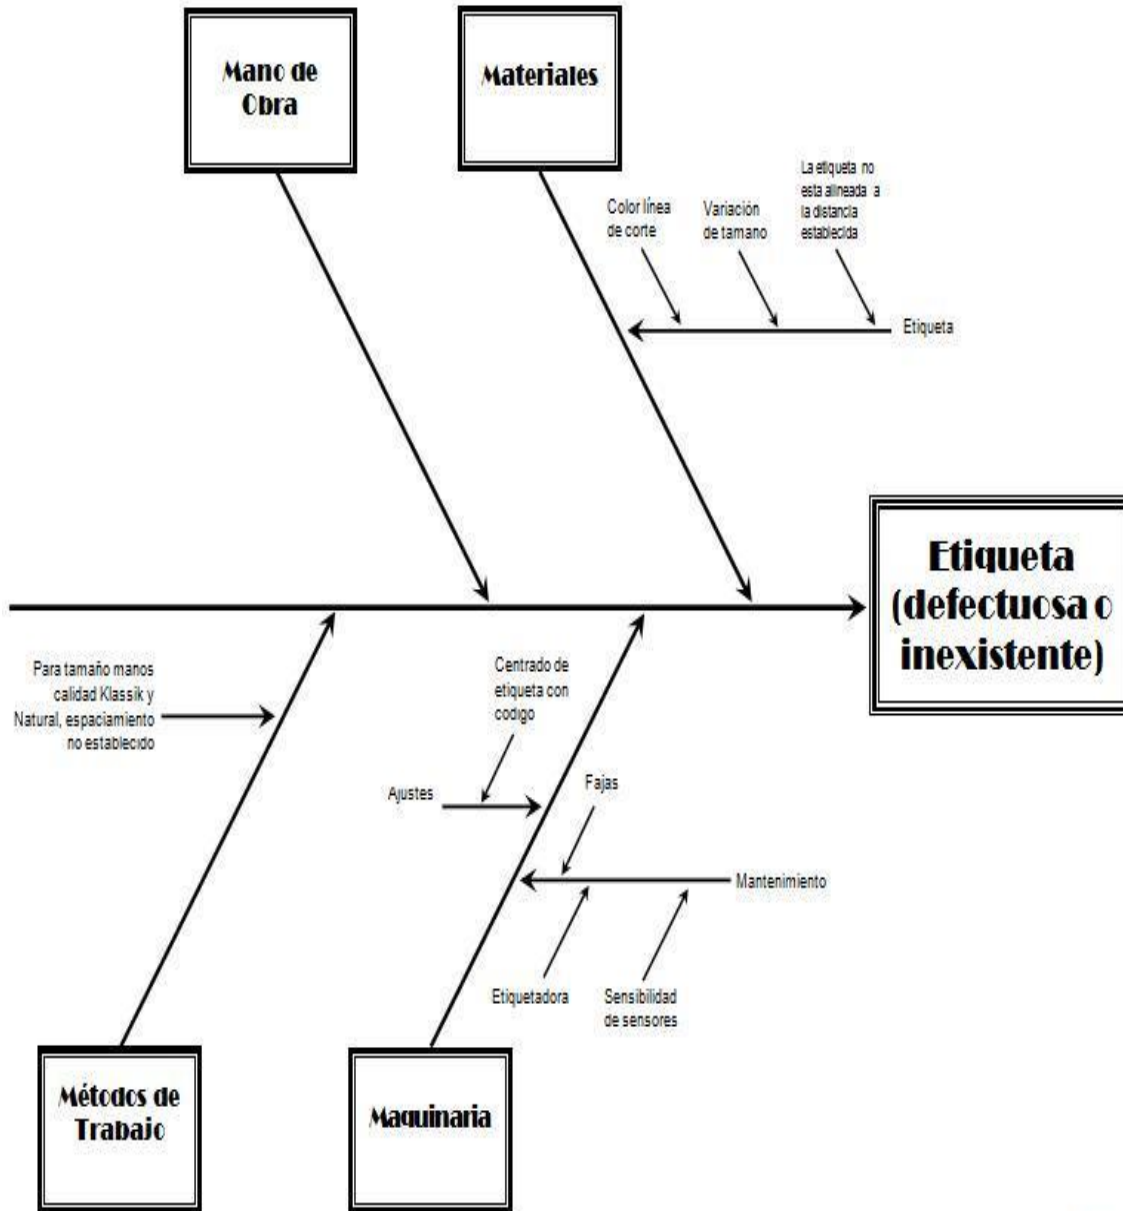 Mano de
Obra
Materiales
Color línea
de corte
Variación
de tamano
La etiqueta no
esta alineada a
la distancia
establecida
Etiqueta
Etiqueta
(defectuosa o
inexistente)
Para tamaño manos
calidad Klassik y
Natural, espaciamiento
no establecido
Centrado de
etiqueta con
codigo
Ajustes
Fajas
Mantenimiento
Etiquetadora
Sensibilidad
de sensores
Métodos de
Trabajo
Maquinaria